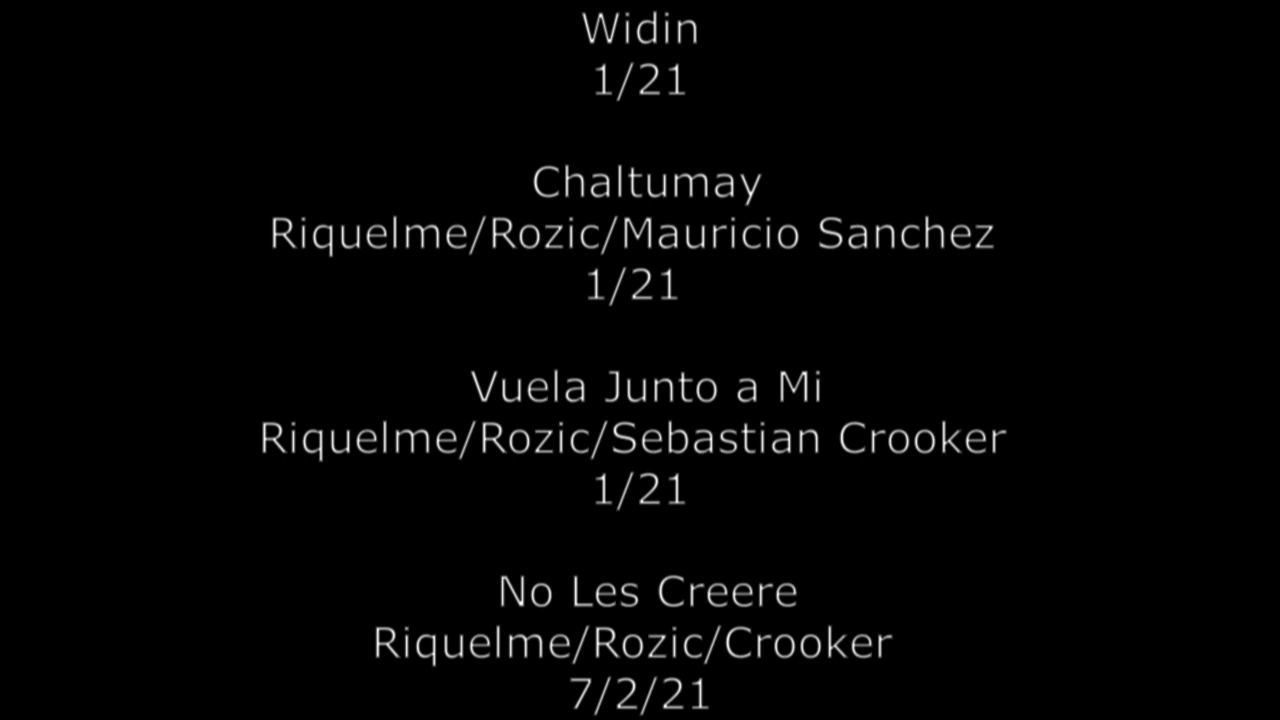 Widin
1/21
Chaltumay
Riquelme/Rozic/Mauricio Sanchez
1/21
Vuela Junto a Mi
Riquelme/Rozic/Sebastian Crooker
1/21
No Les Creere
Riquelme/Rozic/Crooker
7/2/21